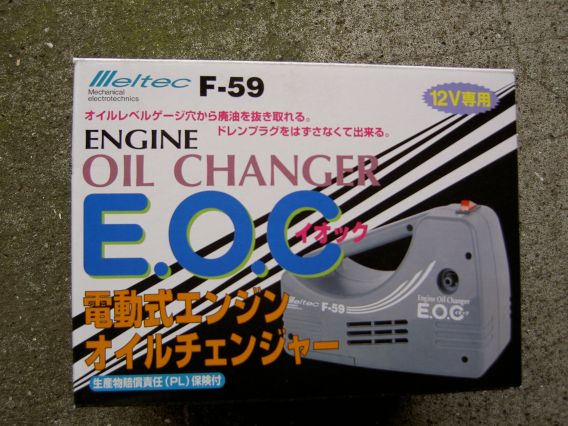 Meltec F-59
Mechanical
electrotechnics
12V専用
オイルレベルゲージ穴から廃油を抜き取れる。
ドレンプラグをはずさなくて出来る。
ENGINE
OIL CHANGER
E.O.C
イオック
電動式エンジン
オイルチェンジャー
生産物賠償責任(PL)保険付
Meltec F-59
Engine Oil Changer
E.O.C